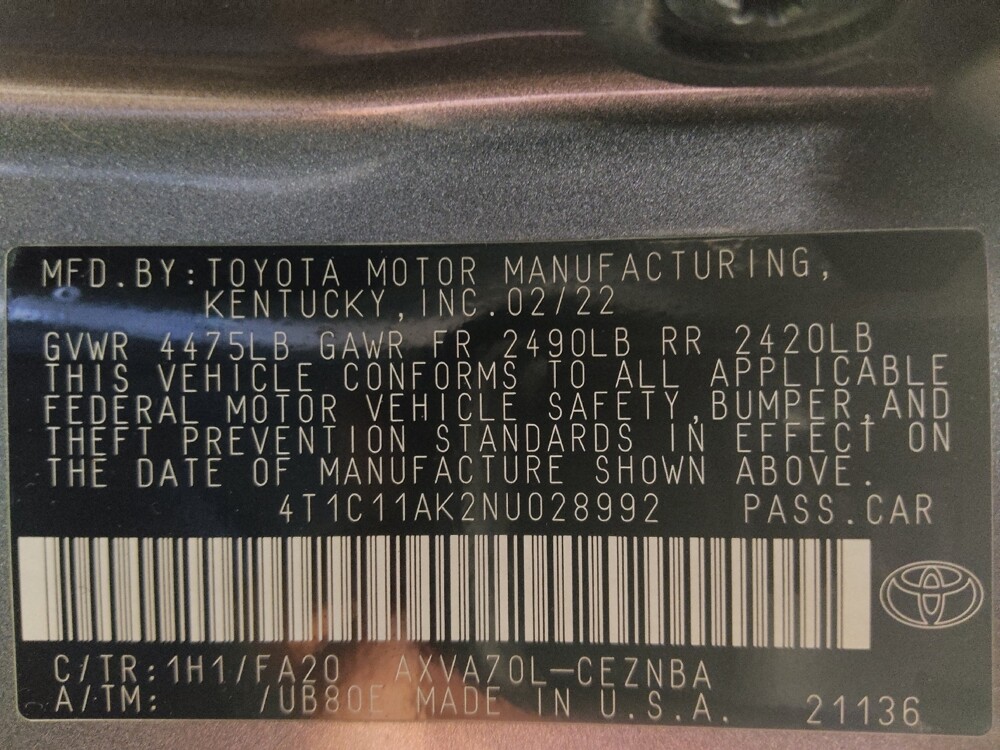 MFD.BY:TOYOTA MOTOR MANUFACTURING,
KENTUCKY,INC.02/22
GVWR 4475LB GAWR FR 2490LB RR 2420LB
THIS VEHICLE CONFORMS TO ALL APPLICABLE
FEDERAL MOTOR VEHICLE SAFETY,BUMPER,AND
THEFT PREVENTION STANDARDS IN EFFECT ON
THE DATE OF MANUFACTURE SHOWN ABOVE.
4T1C11AK2NU028992 PASS.CAR
C/TR:1H1/FA20 AXVA70L-CEZNBA
A/TM: /UB80E MADE IN U.S.A. 21136